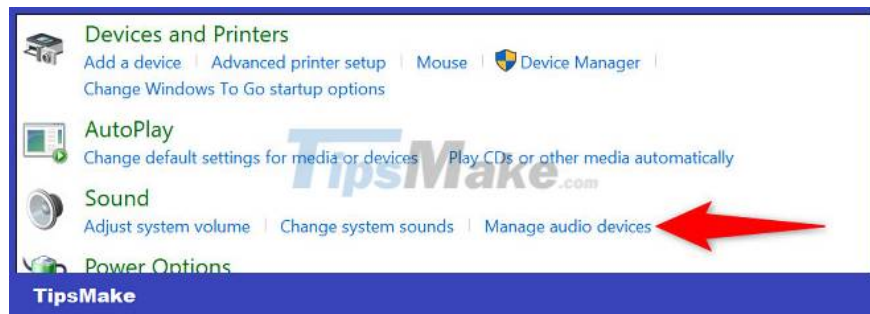 Devices and Printers
Add a device Advanced printer setup Mouse Device Manager
Change Windows To Go startup options
AutoPlay
Change default settings for media or devices Play CDs or other media automatically
TipsMake.com
Sound
Adjust system volume Change system sounds Manage audio devices
Power Options
TipsMake